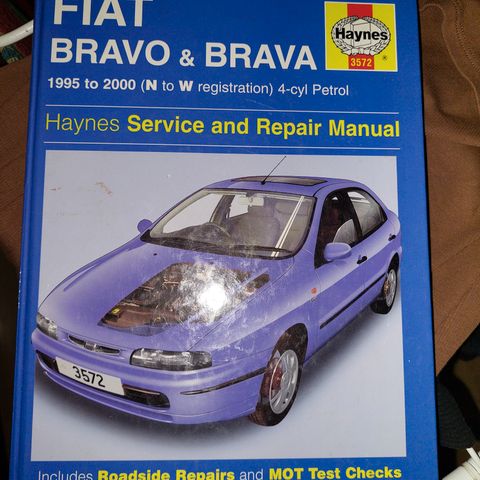 FIAT
BRAVO & BRAVA
Haynes
3572
®
1995 to 2000 (N to W registration) 4-cyl Petrol
Haynes Service and Repair Manual
3572
Includes Roadside Repairs and MOT Test Checks